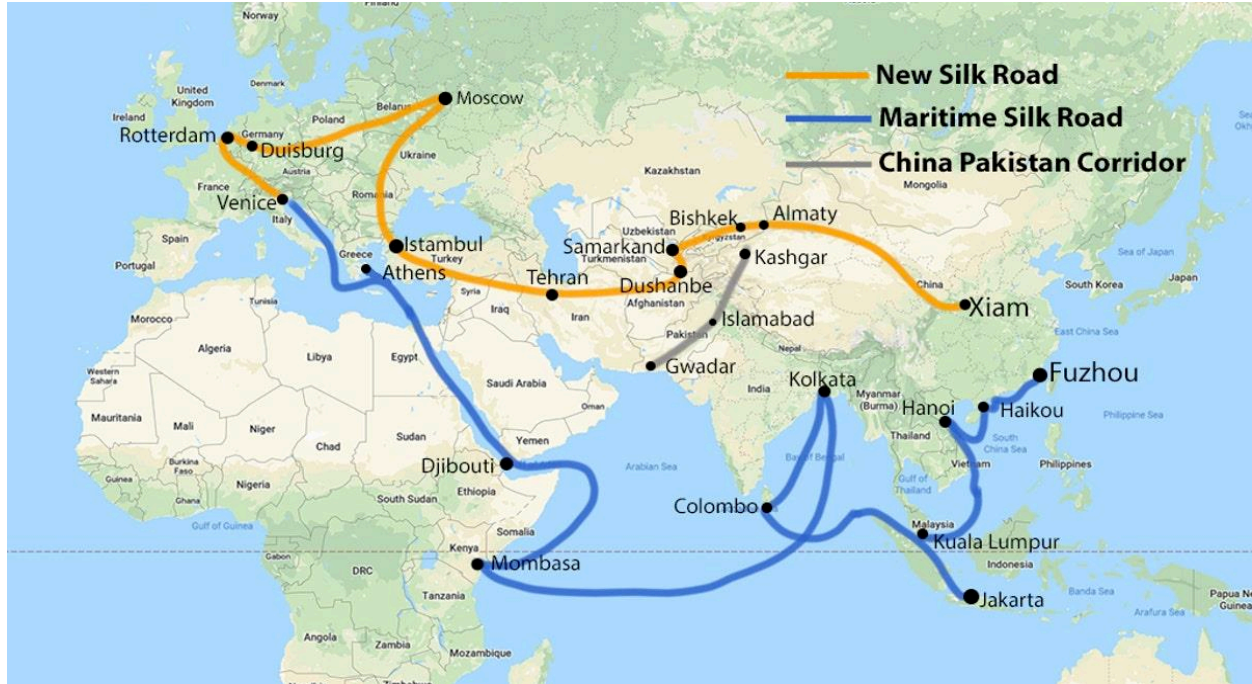 Norway
Finland
New Silk Road
Maritime Silk Road
China Pakistan Corridor
Moscow
Denmark
United
Kingdom
Ireland
Belarus
Poland
Rotterdam
Germany
Duisburg
Ukraine
Austria
France
Romania
Venice
Italy
Kazakhstan
Mongolia
Bishkek
Almaty
Uzbekistan
Kyrgyzstan
Spain
Portugal
Istambul
Greece
Turkey
Athens
Samarkand
Turkmenistan
Kashgar
Sea of Japan
Tehran
Dushanbe
China
Japan
South Korea
Syria
Afghanistan
Tunisia
Iraq
Iran
Xiam
Morocco
Islamabad
Pakistan
East China Sea
Algeria
Libya
Egypt
Nepal
Gwadar
Western
Sahara
Saudi Arabia
Kolkata
India
Fuzhou
Oman
Myanmar
(Burma)
Hanoi
Haikou
Mauritania
Mali
Niger
Philippine Sea
Chad
Sudan
Yemen
Thailand
South
China Sea
Burkina
Faso
Djibouti
Arabian Sea
Bay of Bengal
Vietnam
Philippines
Guinea
Nigeria
Ethiopia
South Sudan
Gulf of
Thailand
Ghana
Colombo
Gulf of Guinea
Somalia
Malaysia
Kuala Lumpur
Kenya
Gabon
Mombasa
Indonesia
DRC
Tanzania
Jakarta
Banda Sea
Papua New
Guinea
Arafura Sea
Angola
Zambia
Mozambique